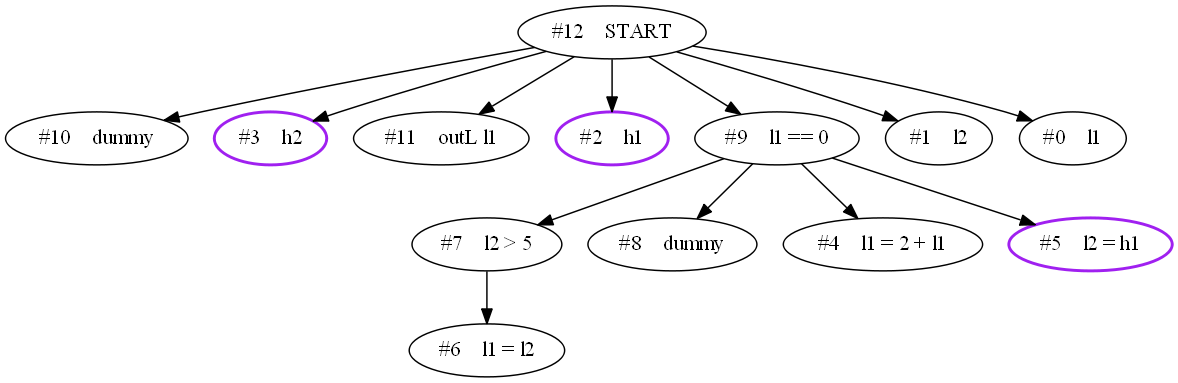 #12 START
#10 dummy
#3 h2
#11 outL l1
#2 h1
#9 l1 == 0
#1 l2
#0 l1
#7 l2 > 5
#8 dummy
#4 l1 = 2 + l1
#5 l2 = h1
#6 l1 = l2